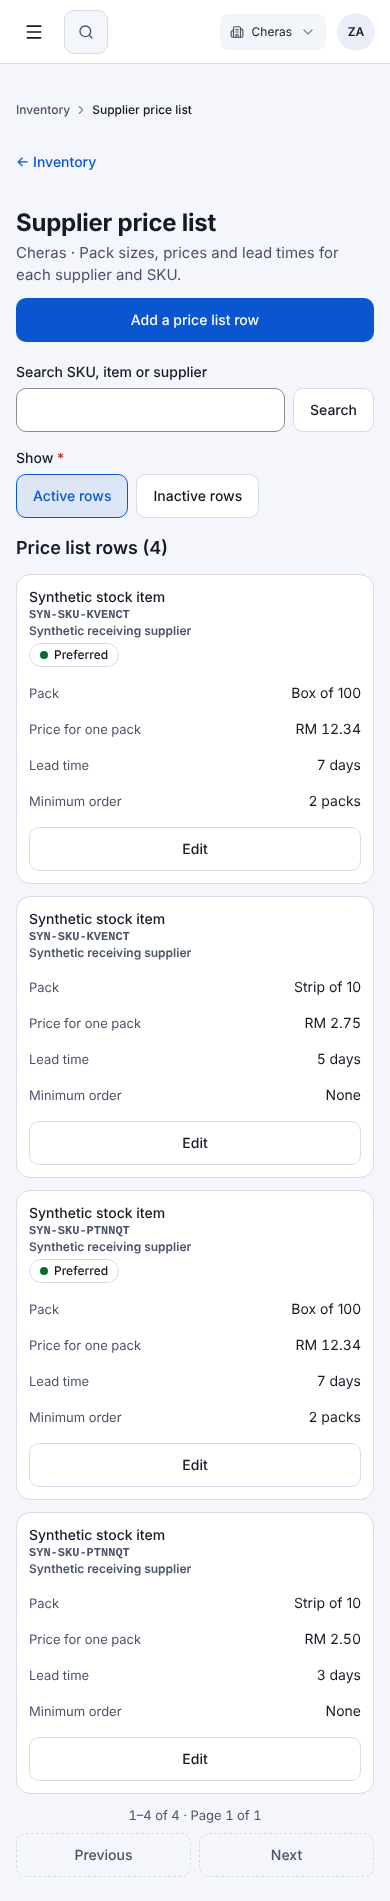 Cheras
ZA
Inventory
Supplier price list
← Inventory
Supplier price list
Cheras · Pack sizes, prices and lead times for
each supplier and SKU.
Add a price list row
Search SKU, item or supplier
Search
Show *
Active rows
Inactive rows
Price list rows (4)
Synthetic stock item
SYN-SKU-KVENCT
Synthetic receiving supplier
Preferred
Pack Box of 100
Price for one pack RM 12.34
Lead time 7 days
Minimum order 2 packs
Edit
Synthetic stock item
SYN-SKU-KVENCT
Synthetic receiving supplier
Pack Strip of 10
Price for one pack RM 2.75
Lead time 5 days
Minimum order None
Edit
Synthetic stock item
SYN-SKU-PTNNQT
Synthetic receiving supplier
Preferred
Pack Box of 100
Price for one pack RM 12.34
Lead time 7 days
Minimum order 2 packs
Edit
Synthetic stock item
SYN-SKU-PTNNQT
Synthetic receiving supplier
Pack Strip of 10
Price for one pack RM 2.50
Lead time 3 days
Minimum order None
Edit
1–4 of 4 · Page 1 of 1
Previous
Next